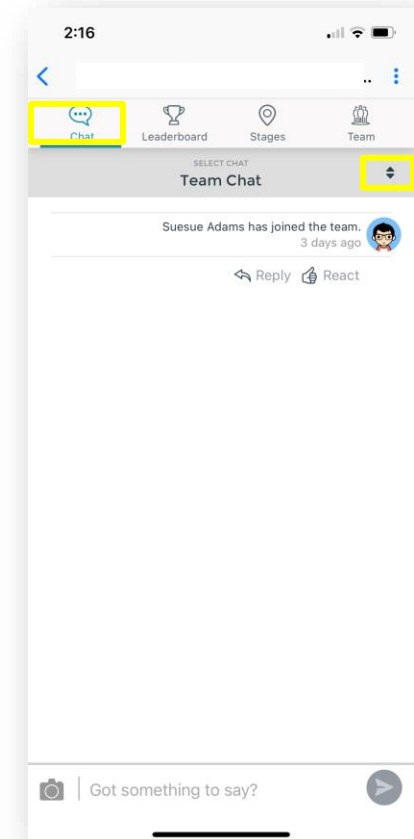 2:16
..
Chat Leaderboard Stages Team
SELECT CHAT
Team Chat
Suesue Adams has joined the team.
3 days ago
Reply React
Got something to say?